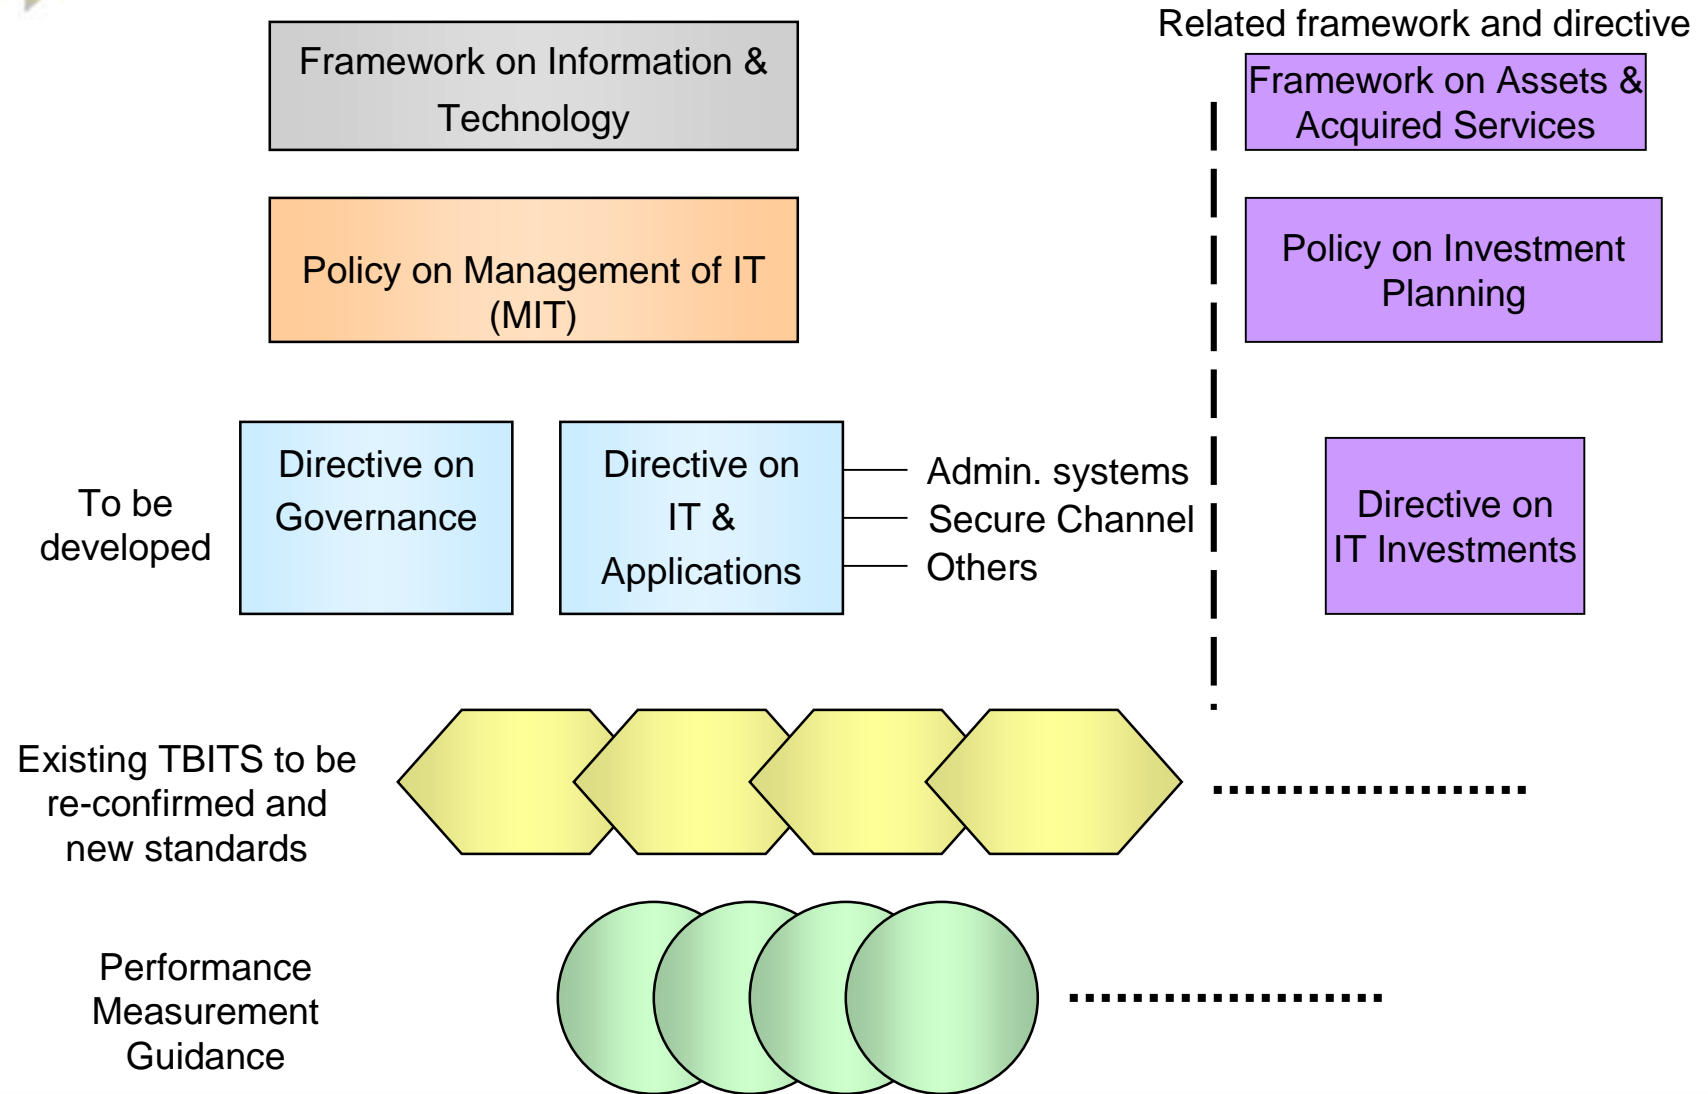 Related framework and directive
Framework on Information &
Technology
Framework on Assets &
Acquired Services
Policy on Management of IT
(MIT)
Policy on Investment
Planning
To be
developed
Directive on
Governance
Directive on
IT &
Applications
Admin. systems
Secure Channel
Others
Directive on
IT Investments
Existing TBITS to be
re-confirmed and
new standards
Performance
Measurement
Guidance